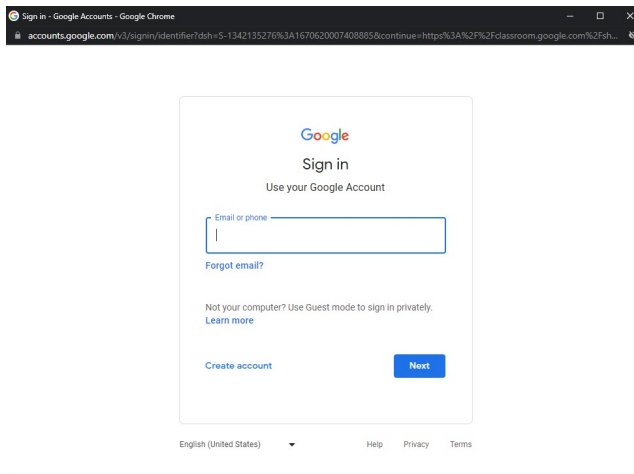 Sign in - Google Accounts - Google Chrome
accounts.google.com/v3/signin/identifier?dsh=S-1342135276%3A1670620007408885&continue=https%3A%2F%2Fclassroom.google.com%2Fsh...
Google
Sign in
Use your Google Account
Email or phone
Forgot email?
Not your computer? Use Guest mode to sign in privately.
Learn more
Create account
Next
English (United States)
Help Privacy Terms